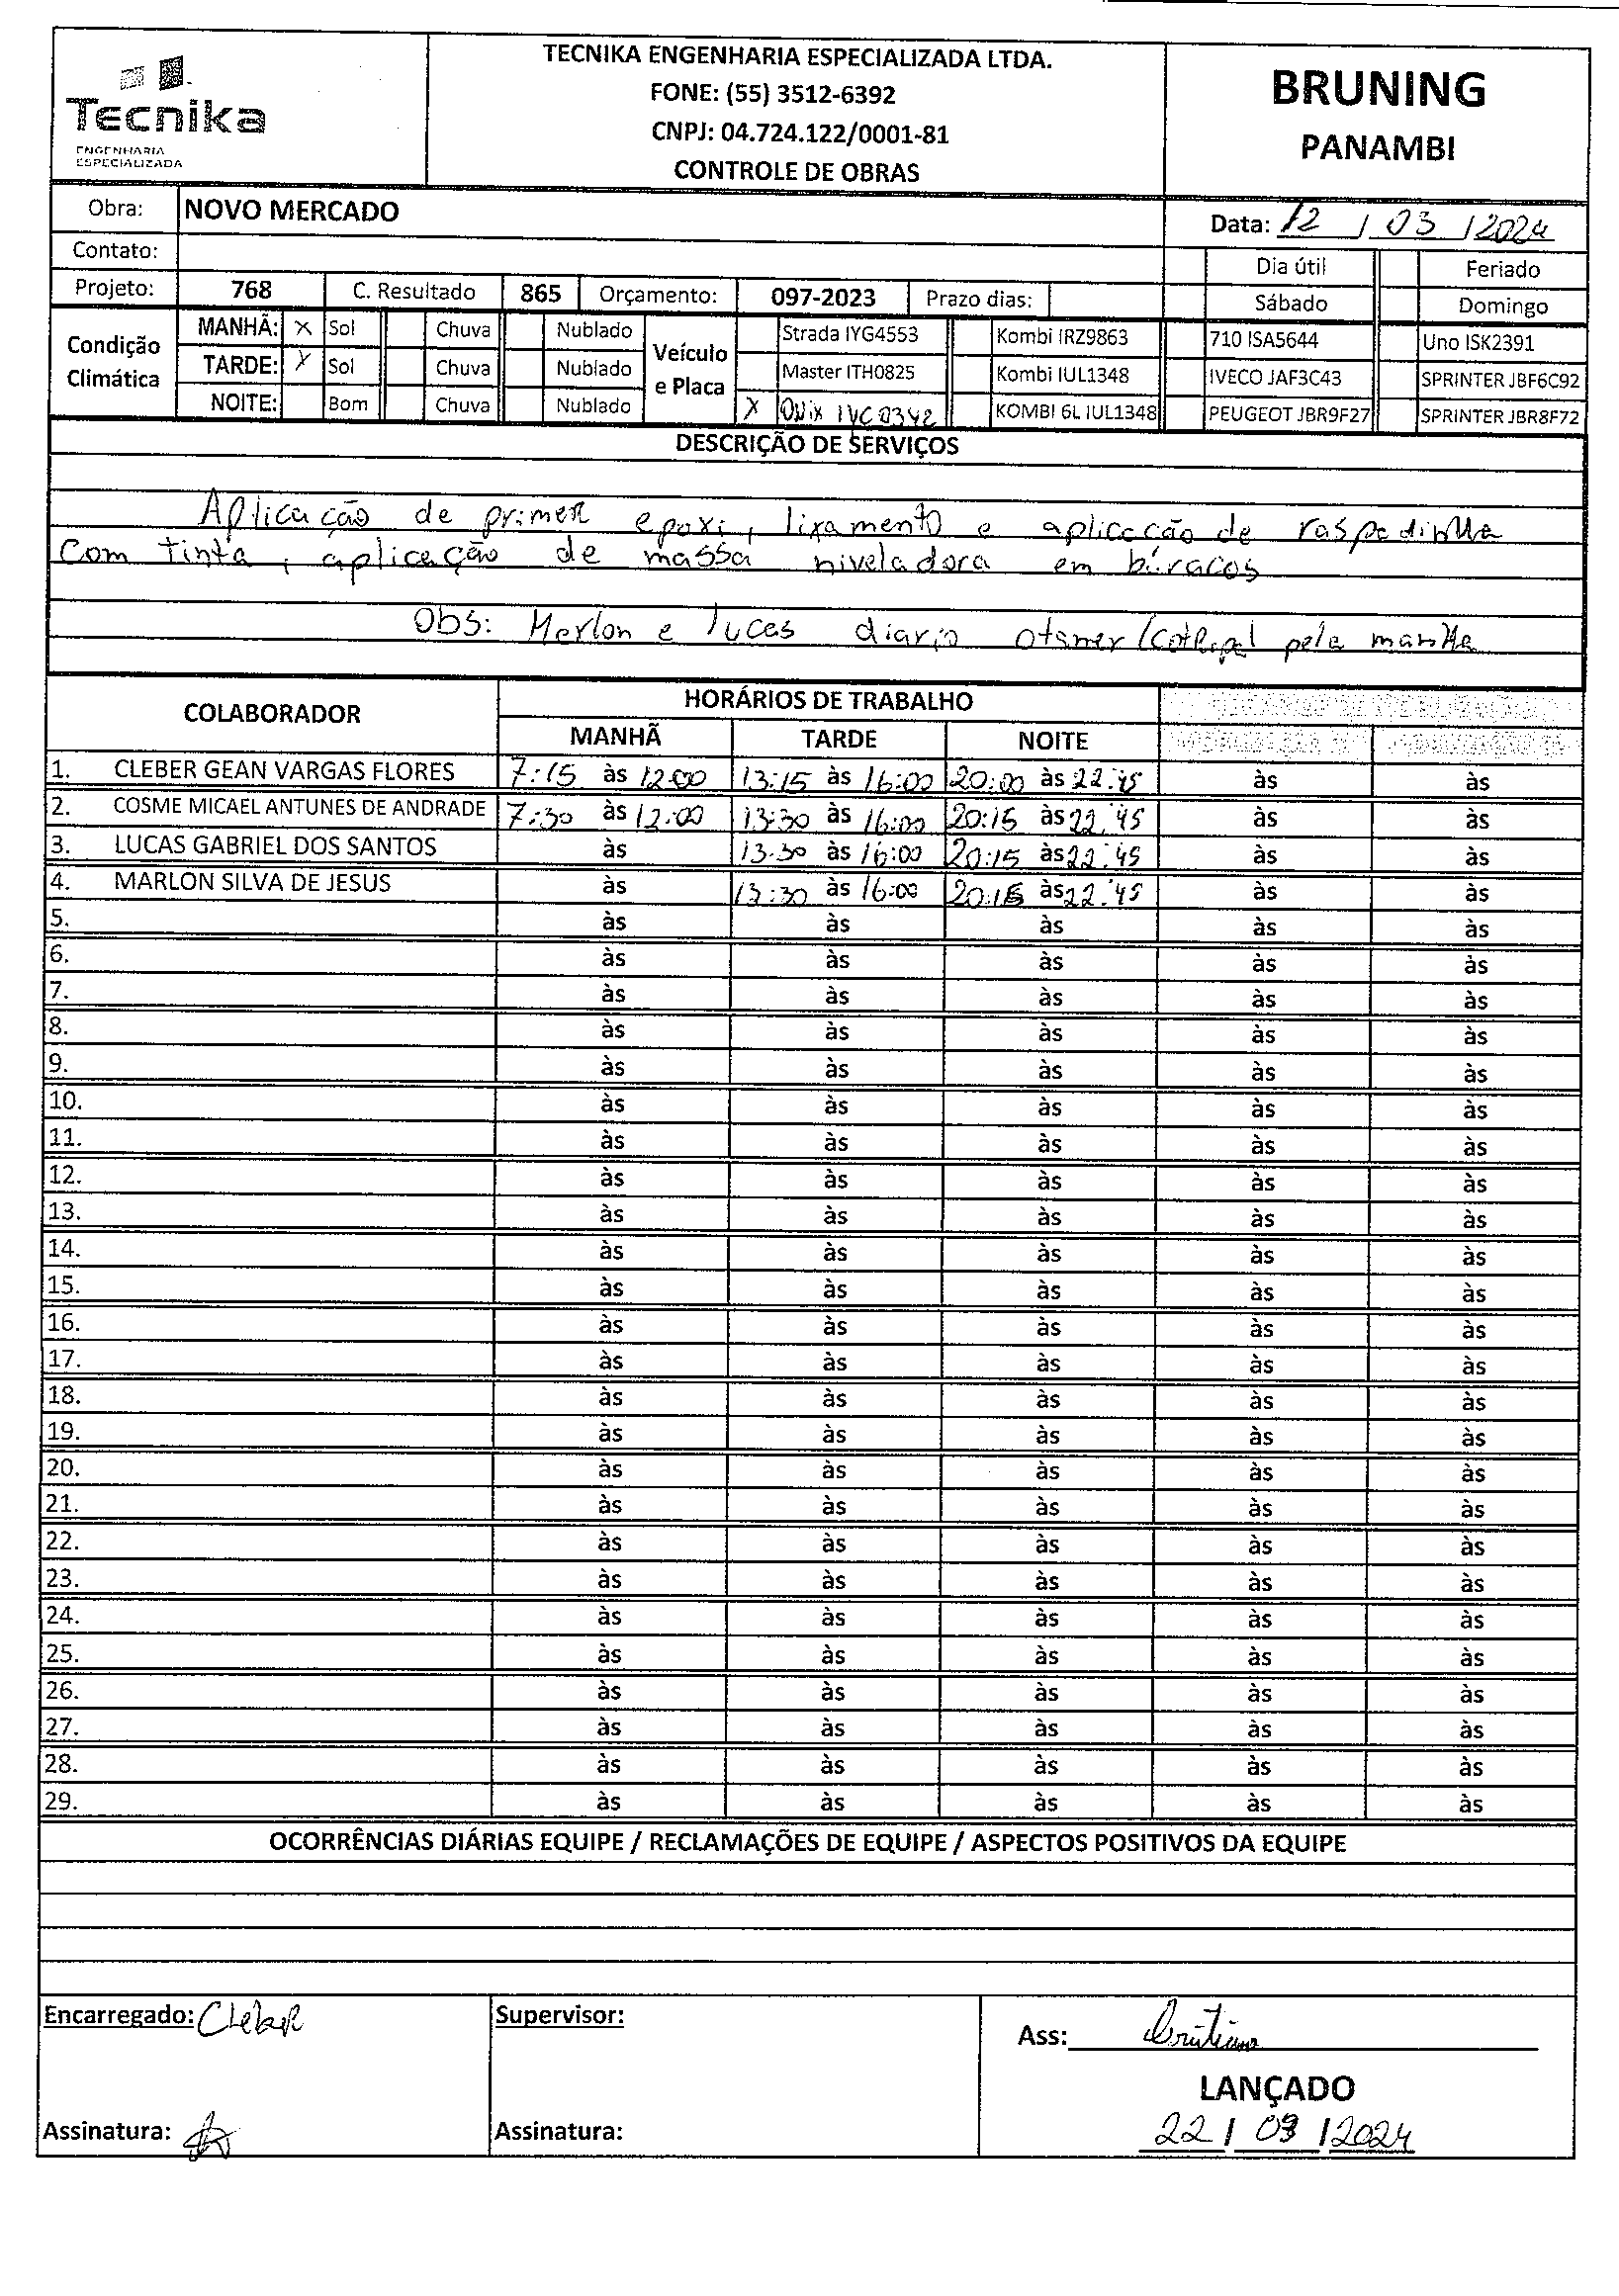 TECNIKA ENGENHARIA ESPECIALIZADA LTDA.
FONE: (55) 3512-6392
CNPJ: 04.724.122/0001-81
CONTROLE DE OBRAS
Tecnika
ENGENHARIA
ESPECIALIZADA
BRUNING
PANAMBI
Obra: NOVO MERCADO
Data: 12 / 03 / 2024
Contato:
Dia útil Feriado
Projeto: 768 C. Resultado 865 Orçamento: 097-2023 Prazo dias:
Sábado Domingo
Condição Climática
Veículo e Placa
MANHÃ: X Sol Chuva Nublado Strada IYG4553 Kombi IRZ9863 710 ISA5644 Uno ISK2391
TARDE: X Sol Chuva Nublado Master ITH0825 Kombi IUL1348 IVECO JAF3C43 SPRINTER JBF6C92
NOITE: Bom Chuva Nublado X ONix IVC0342 KOMBI 6L IUL1348 PEUGEOT JBR9F27 SPRINTER JBR8F72
DESCRIÇÃO DE SERVIÇOS
Aplicação de primer epoxi, lixamento e aplicação de raspadinha
Com tinta, aplicação de massa niveladora em buracos
Obs: Merlon e lucas diario pela manha
COLABORADOR HORÁRIOS DE TRABALHO
MANHÃ TARDE NOITE
1. CLEBER GEAN VARGAS FLORES 7:15 às 12:00 13:15 às 16:00 20:00 às 22:45 às às
2. COSME MICAEL ANTUNES DE ANDRADE 7:30 às 12:00 13:30 às 16:00 20:15 às 22:45 às às
3. LUCAS GABRIEL DOS SANTOS às 13:30 às 16:00 20:15 às 22:45 às às
4. MARLON SILVA DE JESUS às 13:30 às 16:00 20:15 às 22:45 às às
5. às às às às às
6. às às às às às
7. às às às às às
8. às às às às às
9. às às às às às
10. às às às às às
11. às às às às às
12. às às às às às
13. às às às às às
14. às às às às às
15. às às às às às
16. às às às às às
17. às às às às às
18. às às às às às
19. às às às às às
20. às às às às às
21. às às às às às
22. às às às às às
23. às às às às às
24. às às às às às
25. às às às às às
26. às às às às às
27. às às às às às
28. às às às às às
29. às às às às às
OCORRÊNCIAS DIÁRIAS EQUIPE / RECLAMAÇÕES DE EQUIPE / ASPECTOS POSITIVOS DA EQUIPE
Encarregado: Cleber Supervisor:
Ass: Cristiano
LANÇADO
Assinatura: Assinatura:
22 / 03 / 2024